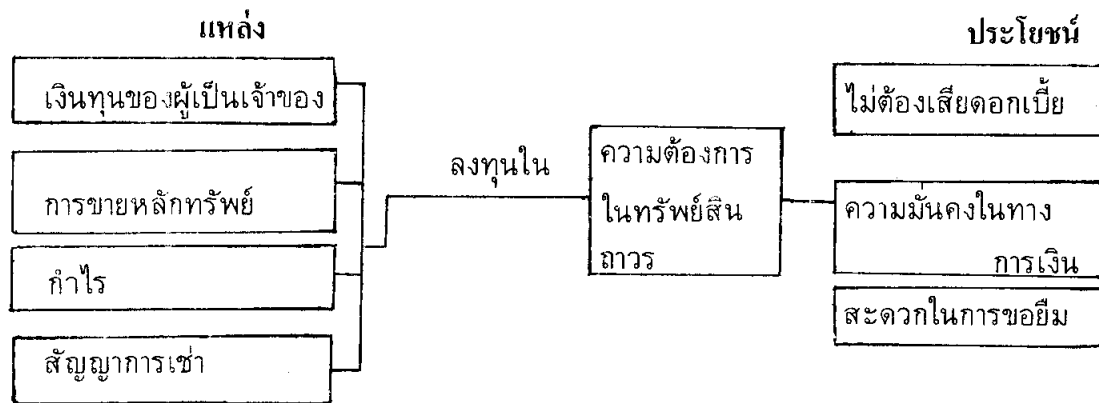 แหล่ง
เงินทุนของผู้เป็นเจ้าของ
การขายหลักทรัพย์
กำไร
สัญญาการเช่า
ลงทุนใน
ความต้องการ
ในทรัพย์สิน
ถาวร
ประโยชน์
ไม่ต้องเสียดอกเบี้ย
ความมั่นคงในทาง
การเงิน
สะดวกในการขอยืม